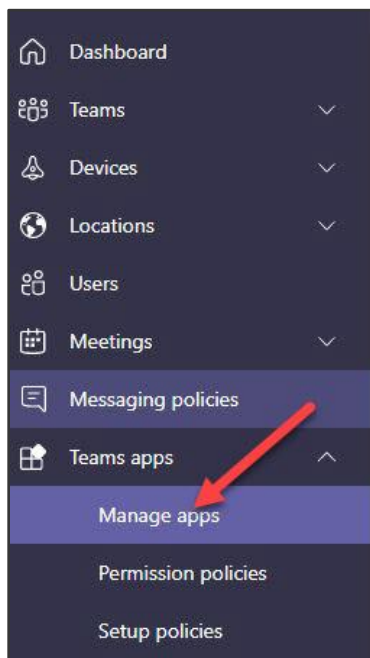 Dashboard
Teams
Devices
Locations
Users
Meetings
Messaging policies
Teams apps
Manage apps
Permission policies
Setup policies